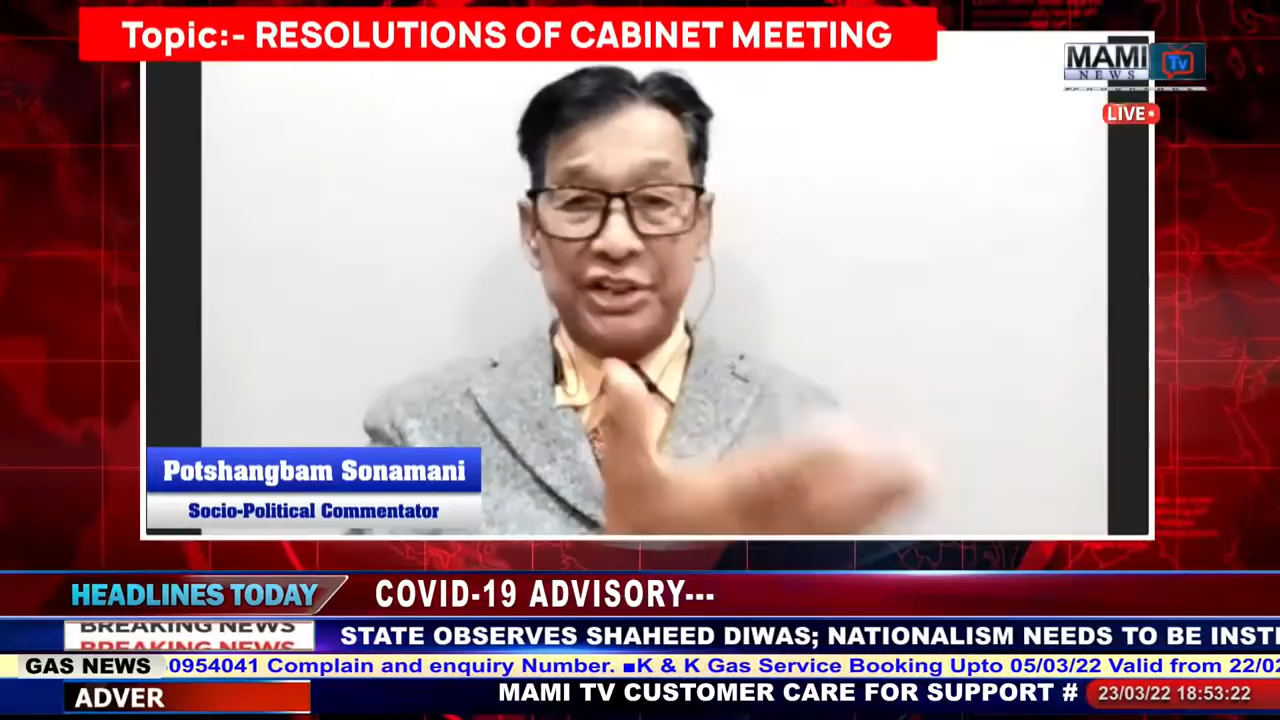 Topic:- RESOLUTIONS OF CABINET MEETING
MAMI Tv
NEWS
LIVE
Potshangbam Sonamani
Socio-Political Commentator
HEADLINES TODAY COVID-19 ADVISORY---
BREAKING NEWS
BREAKING NEWS
STATE OBSERVES SHAHEED DIWAS; NATIONALISM NEEDS TO BE INSTI
GAS NEWS 0954041 Complain and enquiry Number. ■K & K Gas Service Booking Upto 05/03/22 Valid from 22/02
ADVER MAMI TV CUSTOMER CARE FOR SUPPORT # 23/03/22 18:53:22